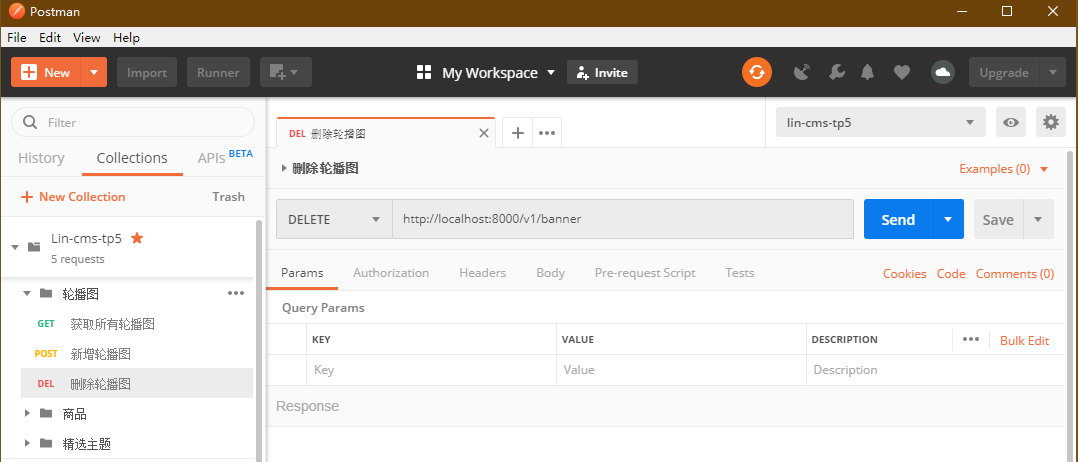 Postman
File Edit View Help
New Import Runner My Workspace Invite Upgrade
Filter
History Collections APIs BETA
New Collection Trash
Lin-cms-tp5
5 requests
轮播图
GET 获取所有轮播图
POST 新增轮播图
DEL 删除轮播图
商品
精选主题
DEL 删除轮播图
lin-cms-tp5
删除轮播图 Examples (0)
DELETE http://localhost:8000/v1/banner Send Save
Params Authorization Headers Body Pre-request Script Tests Cookies Code Comments (0)
Query Params
KEY VALUE DESCRIPTION Bulk Edit
Key Value Description
Response